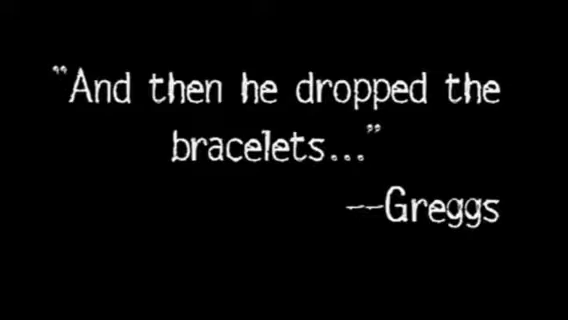 "And then he dropped the
bracelets..."
--Greggs